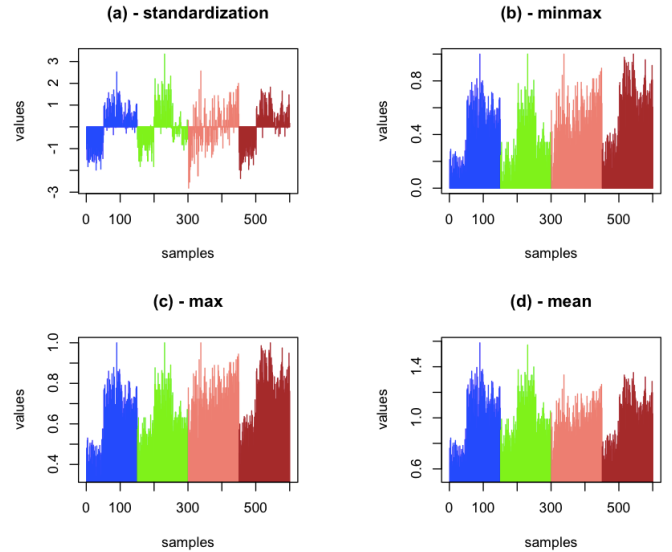 (a) - standardization
values
3
2
1
-1
-3
0
100
300
500
samples
(b) - minmax
values
0.8
0.4
0.0
0
100
300
500
samples
(c) - max
values
1.0
0.8
0.6
0.4
0
100
300
500
samples
(d) - mean
values
1.4
1.0
0.6
0
100
300
500
samples